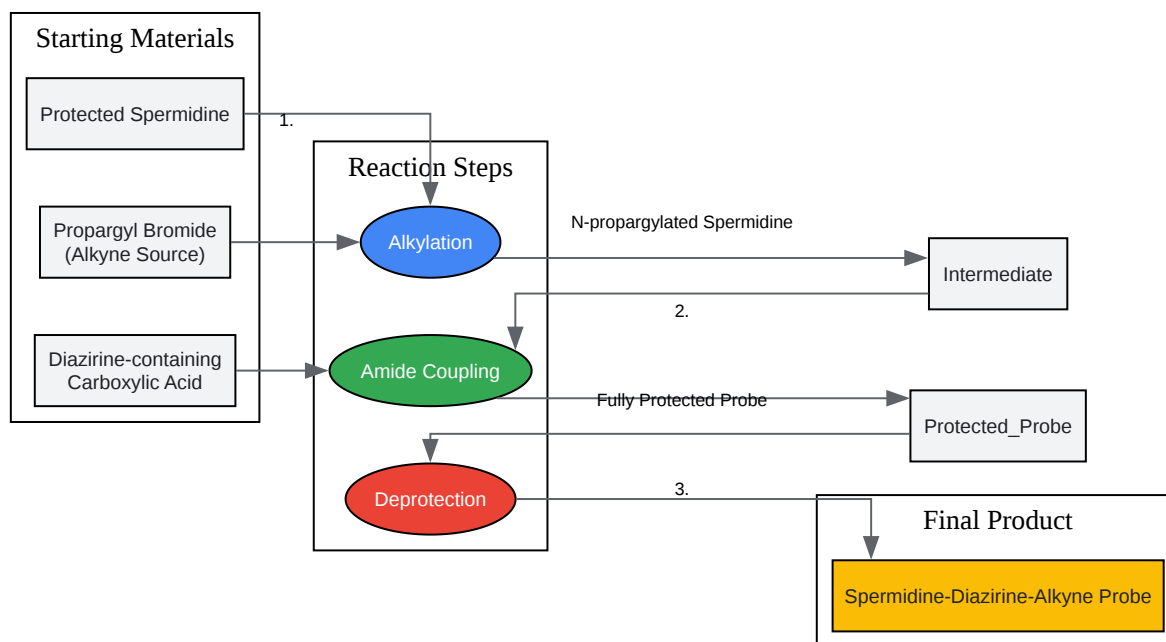 Starting Materials
Protected Spermidine
1.
Reaction Steps
Propargyl Bromide
(Alkyne Source)
Alkylation
N-propargylated Spermidine
Intermediate
2.
Diazirine-containing
Carboxylic Acid
Amide Coupling
Fully Protected Probe
Protected_Probe
Deprotection
3.
Final Product
Spermidine-Diazirine-Alkyne Probe